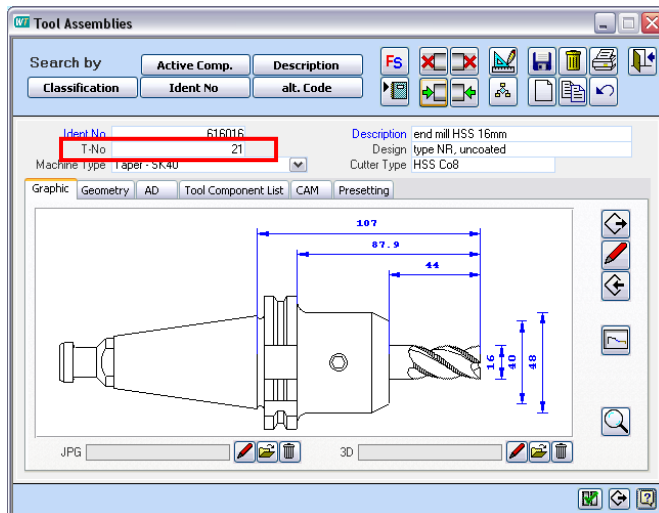 WT Tool Assemblies
Search by
Active Comp.
Description
Classification
Ident No
alt. Code
FS
Ident No 616016
Description end mill HSS 16mm
T-No 21
Design type NR, uncoated
Machine Type Taper - SK40
Cutter Type HSS Co8
Graphic Geometry AD Tool Component List CAM Presetting
107
87.9
44
16
40
48
JPG
3D